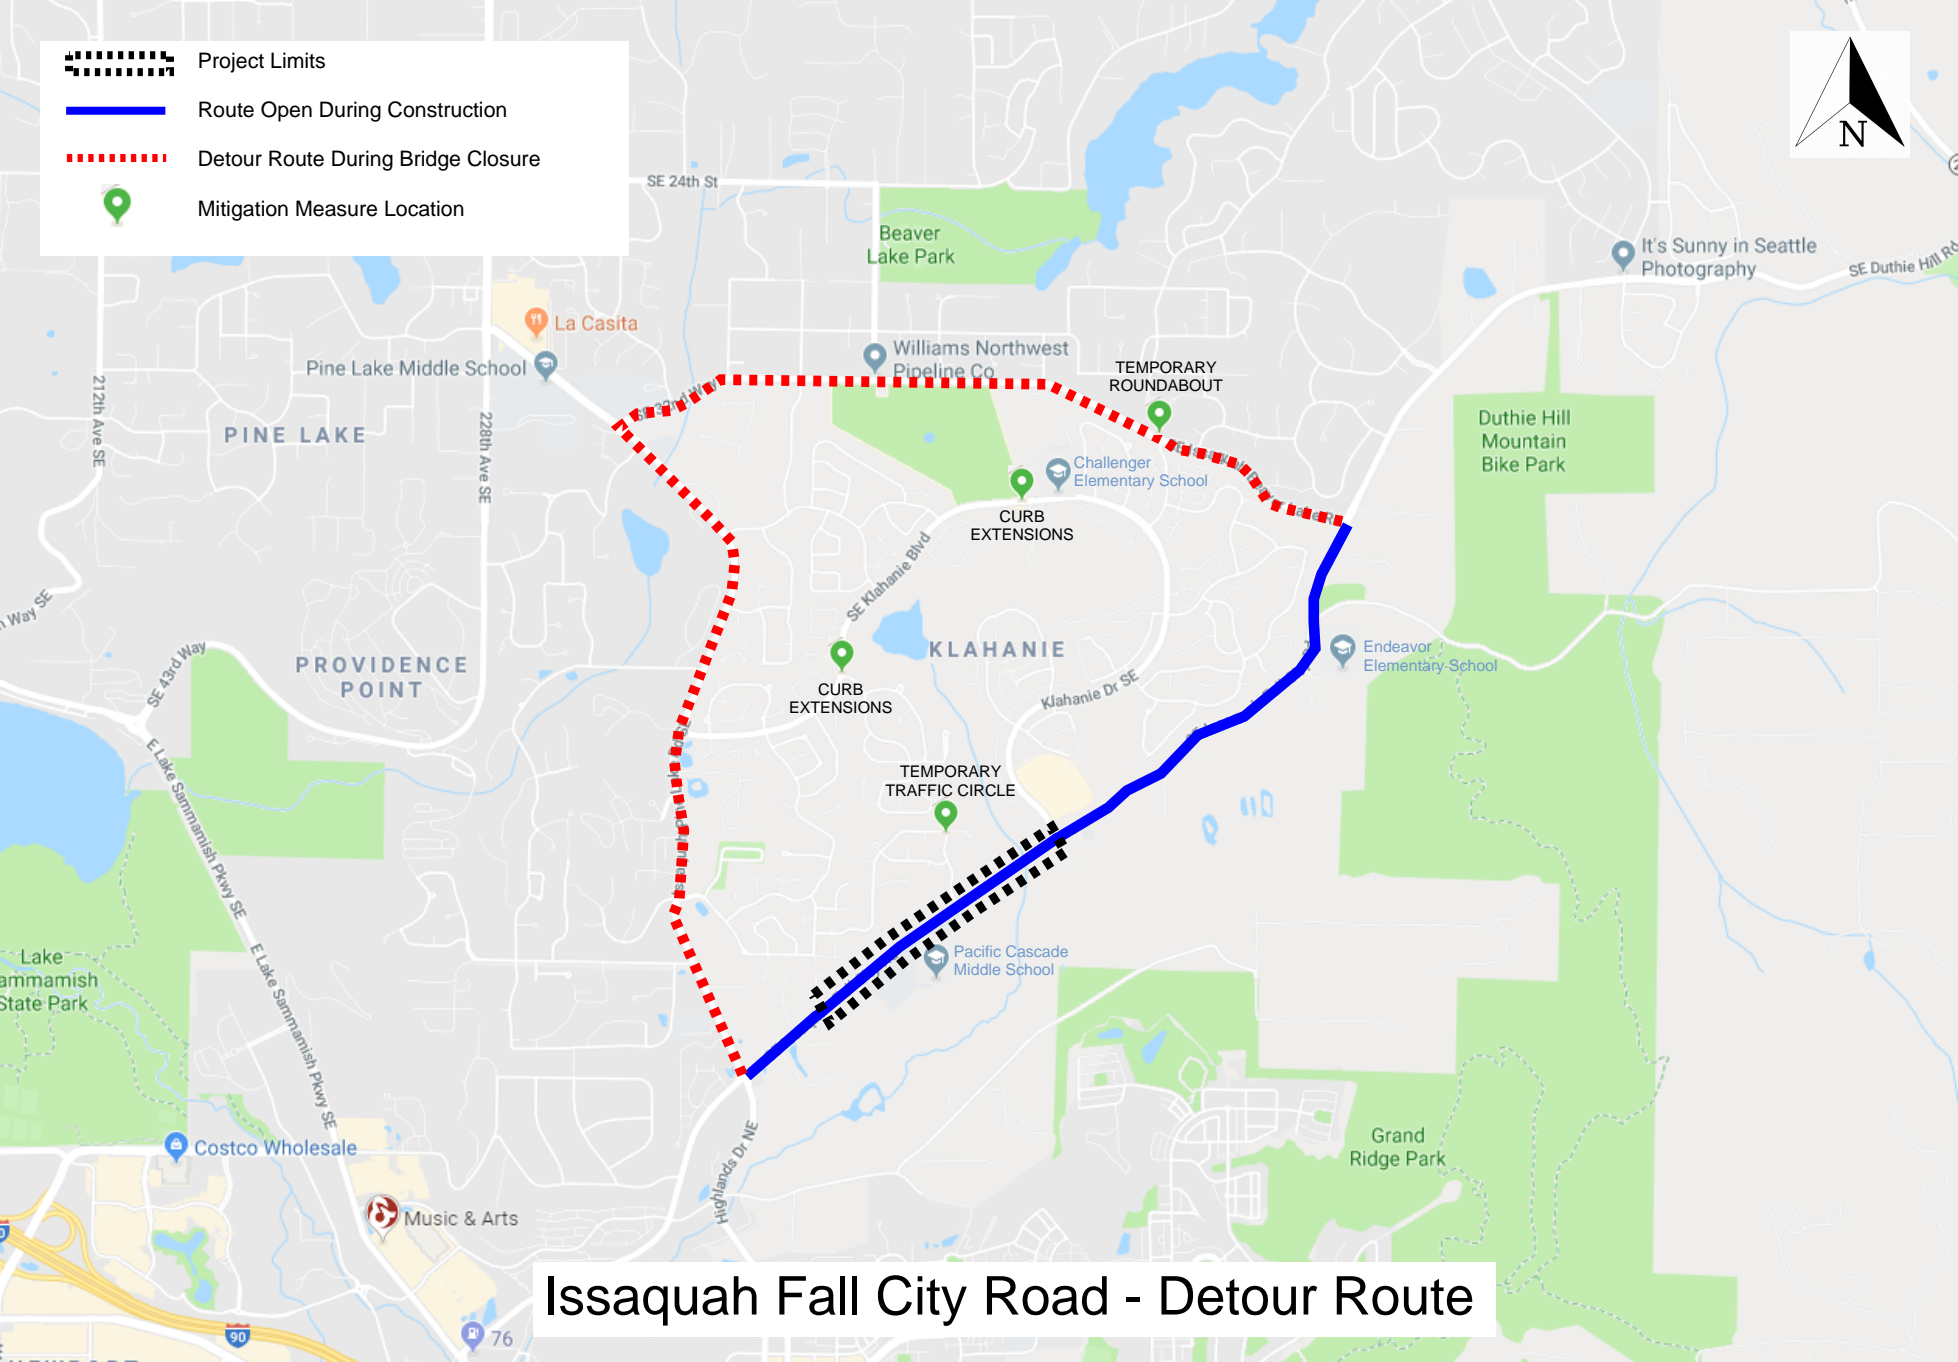 Project Limits
Route Open During Construction
Detour Route During Bridge Closure
Mitigation Measure Location
N
SE 24th St
Beaver
Lake Park
It's Sunny in Seattle
Photography
SE Duthie Hill Rd
La Casita
Pine Lake Middle School
Williams Northwest
Pipeline Co
TEMPORARY
ROUNDABOUT
SE 32nd Way
212th Ave SE
228th Ave SE
PINE LAKE
Duthie Hill
Mountain
Bike Park
Challenger
Elementary School
CURB
EXTENSIONS
SE Klahanie Blvd
Way SE
SE 43rd Way
PROVIDENCE
POINT
KLAHANIE
Endeavor
Elementary School
CURB
EXTENSIONS
Klahanie Dr SE
E Lake Sammamish Pkwy SE
TEMPORARY
TRAFFIC CIRCLE
Pacific Cascade
Middle School
E Lake Sammamish Pkwy SE
Lake
ammamish
State Park
Costco Wholesale
Highlands Dr NE
Grand
Ridge Park
Music & Arts
90
76
Issaquah Fall City Road - Detour Route